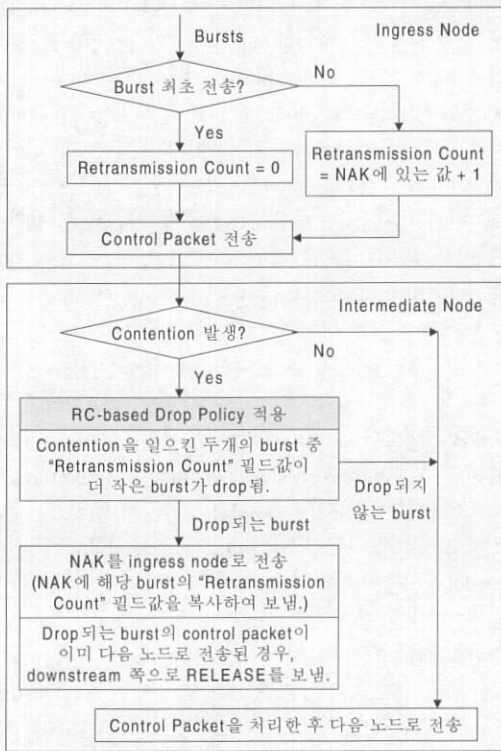 Bursts
Ingress Node
Burst 최초 전송?
No
Yes
Retransmission Count = 0
Retransmission Count
= NAK에 있는 값 + 1
Control Packet 전송
Intermediate Node
Contention 발생?
No
Yes
RC-based Drop Policy 적용
Contention을 일으킨 두개의 burst 중
“Retransmission Count” 필드값이
더 작은 burst가 drop됨.
Drop되지
않는 burst
Drop되는 burst
NAK를 ingress node로 전송
(NAK에 해당 burst의 “Retransmission
Count” 필드값을 복사하여 보냄.)
Drop되는 burst의 control packet이
이미 다음 노드로 전송된 경우,
downstream 쪽으로 RELEASE를 보냄.
Control Packet을 처리한 후 다음 노드로 전송